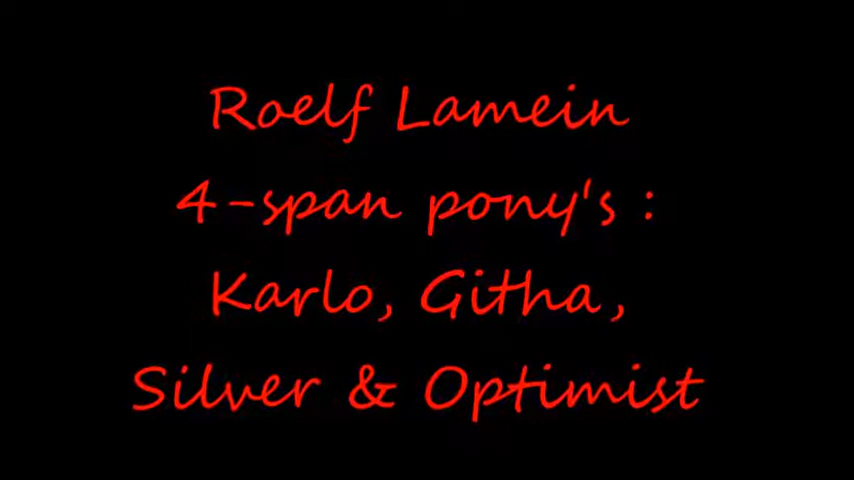 Roelf Lamein
4-span pony's :
Karlo, Githa,
Silver & Optimist